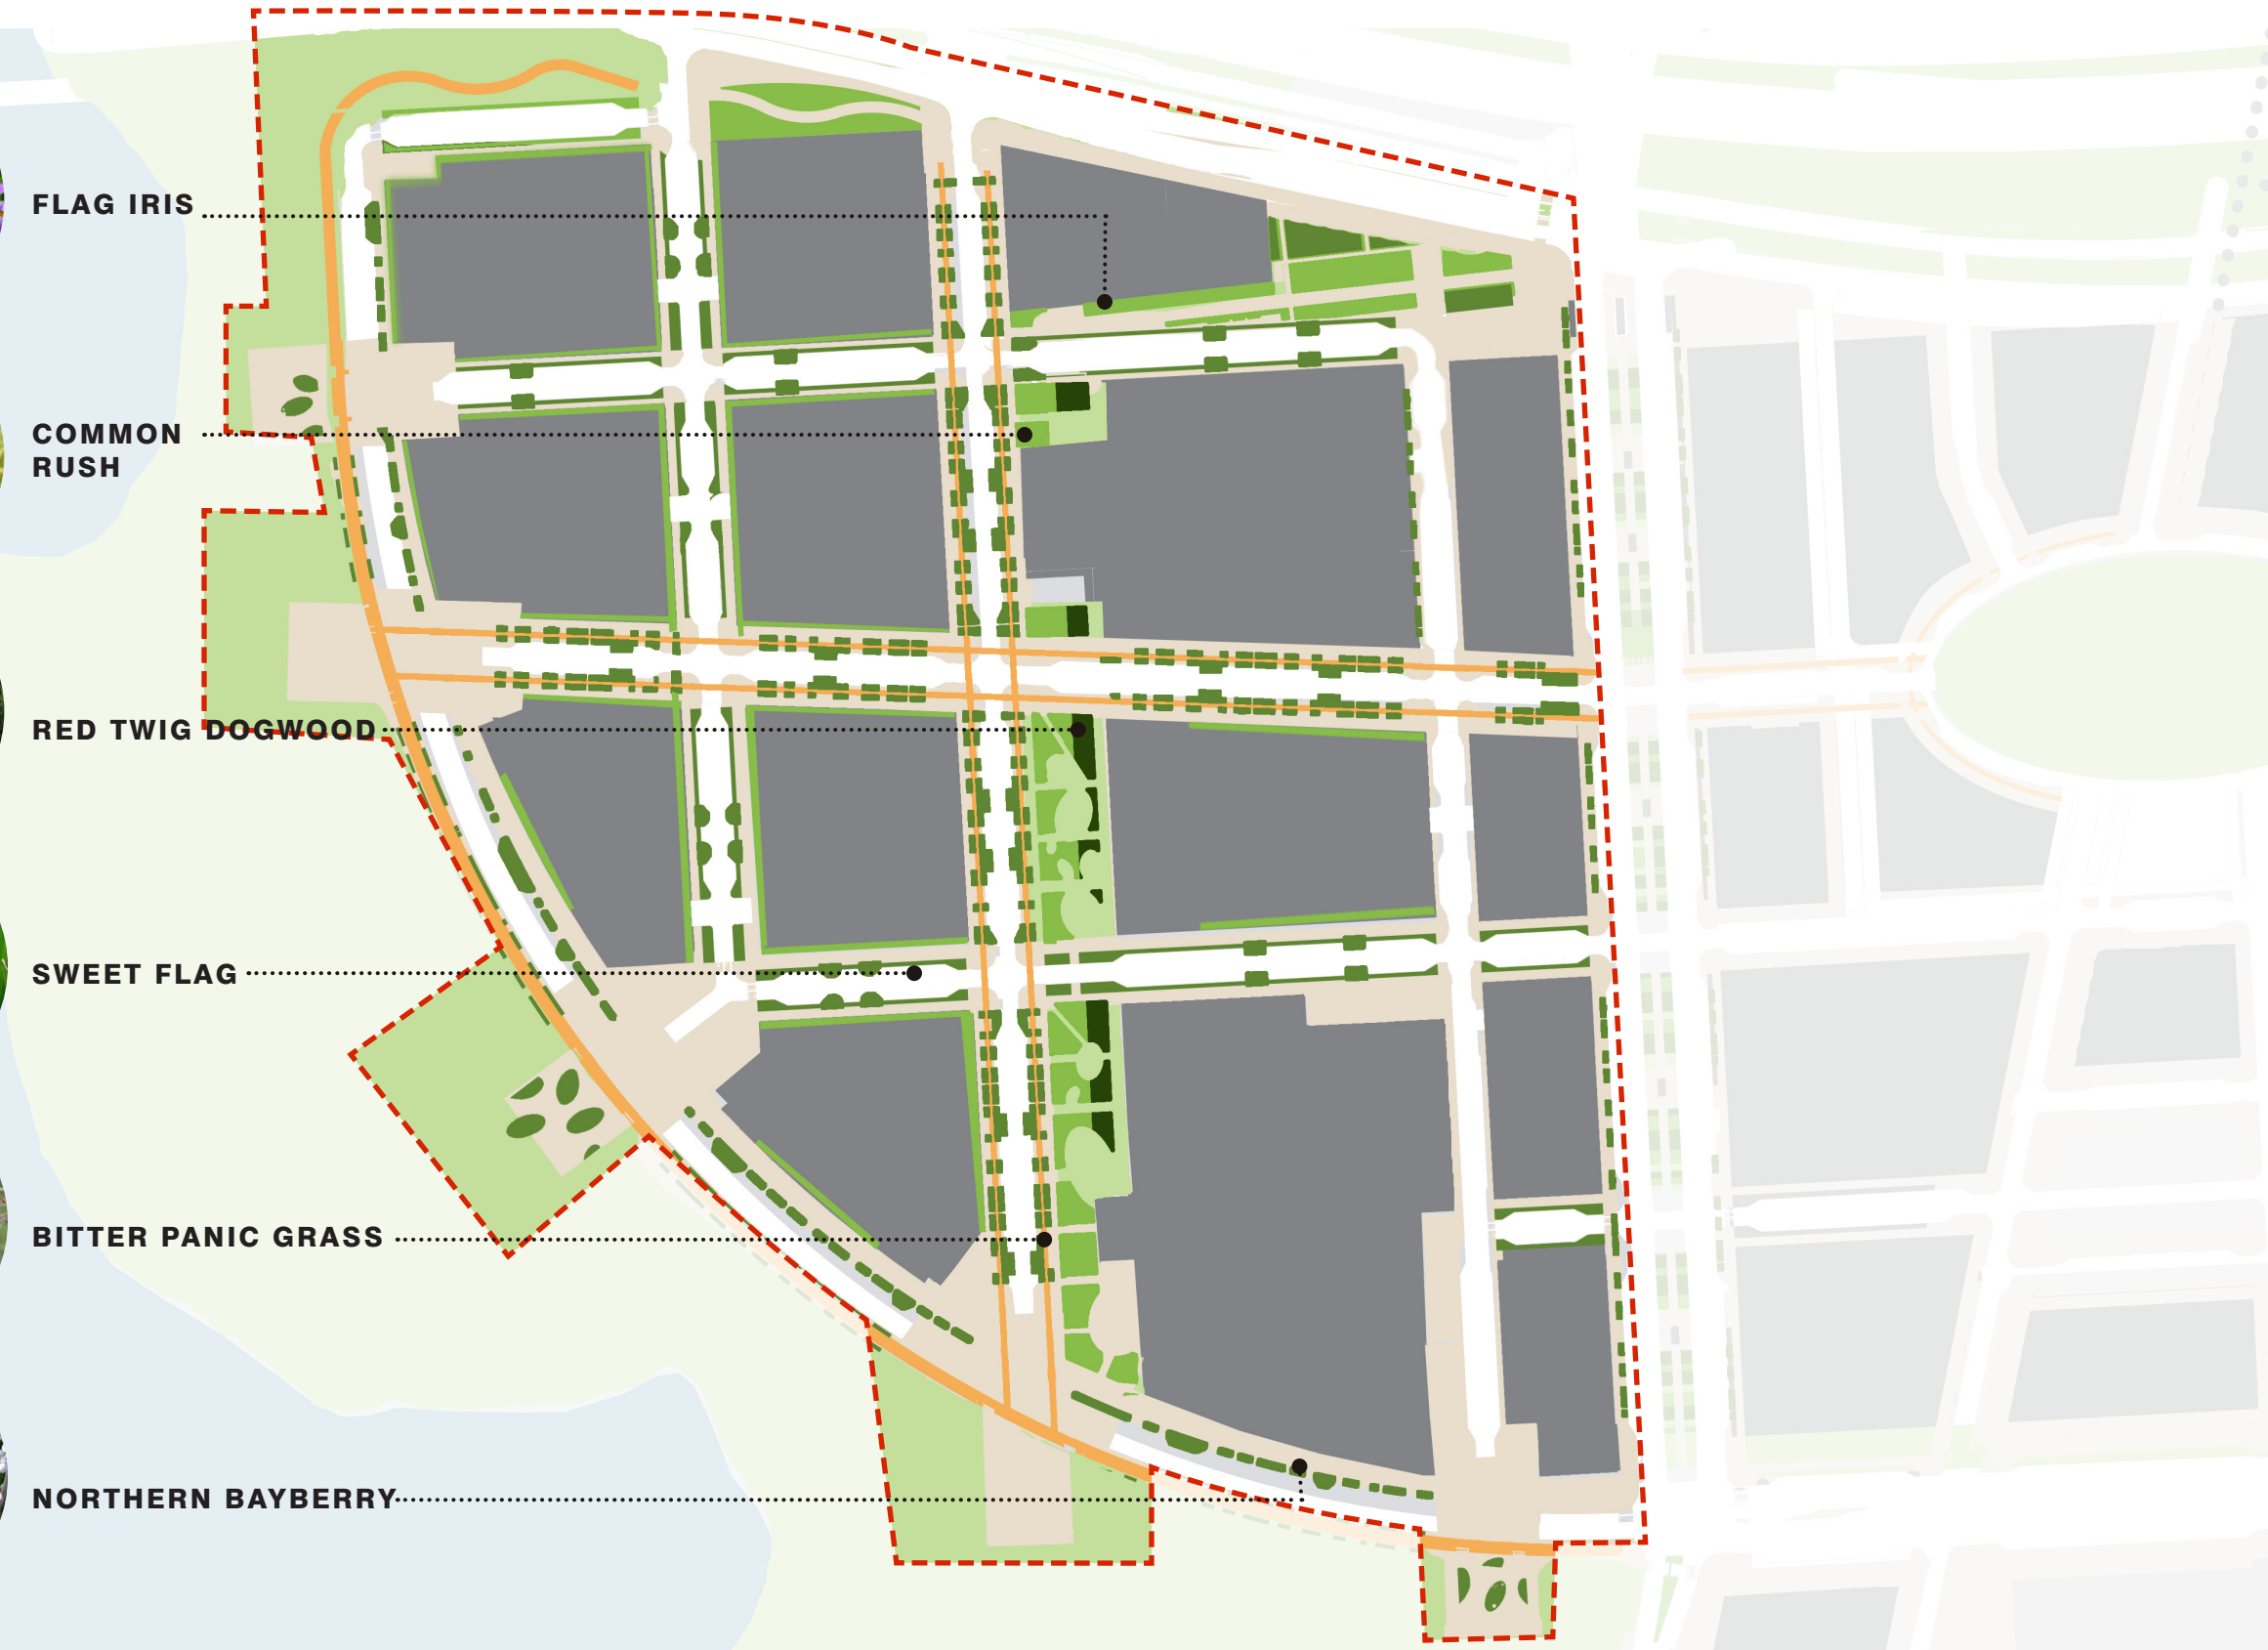 FLAG IRIS
COMMON
RUSH
RED TWIG DOGWOOD
SWEET FLAG
BITTER PANIC GRASS
NORTHERN BAYBERRY